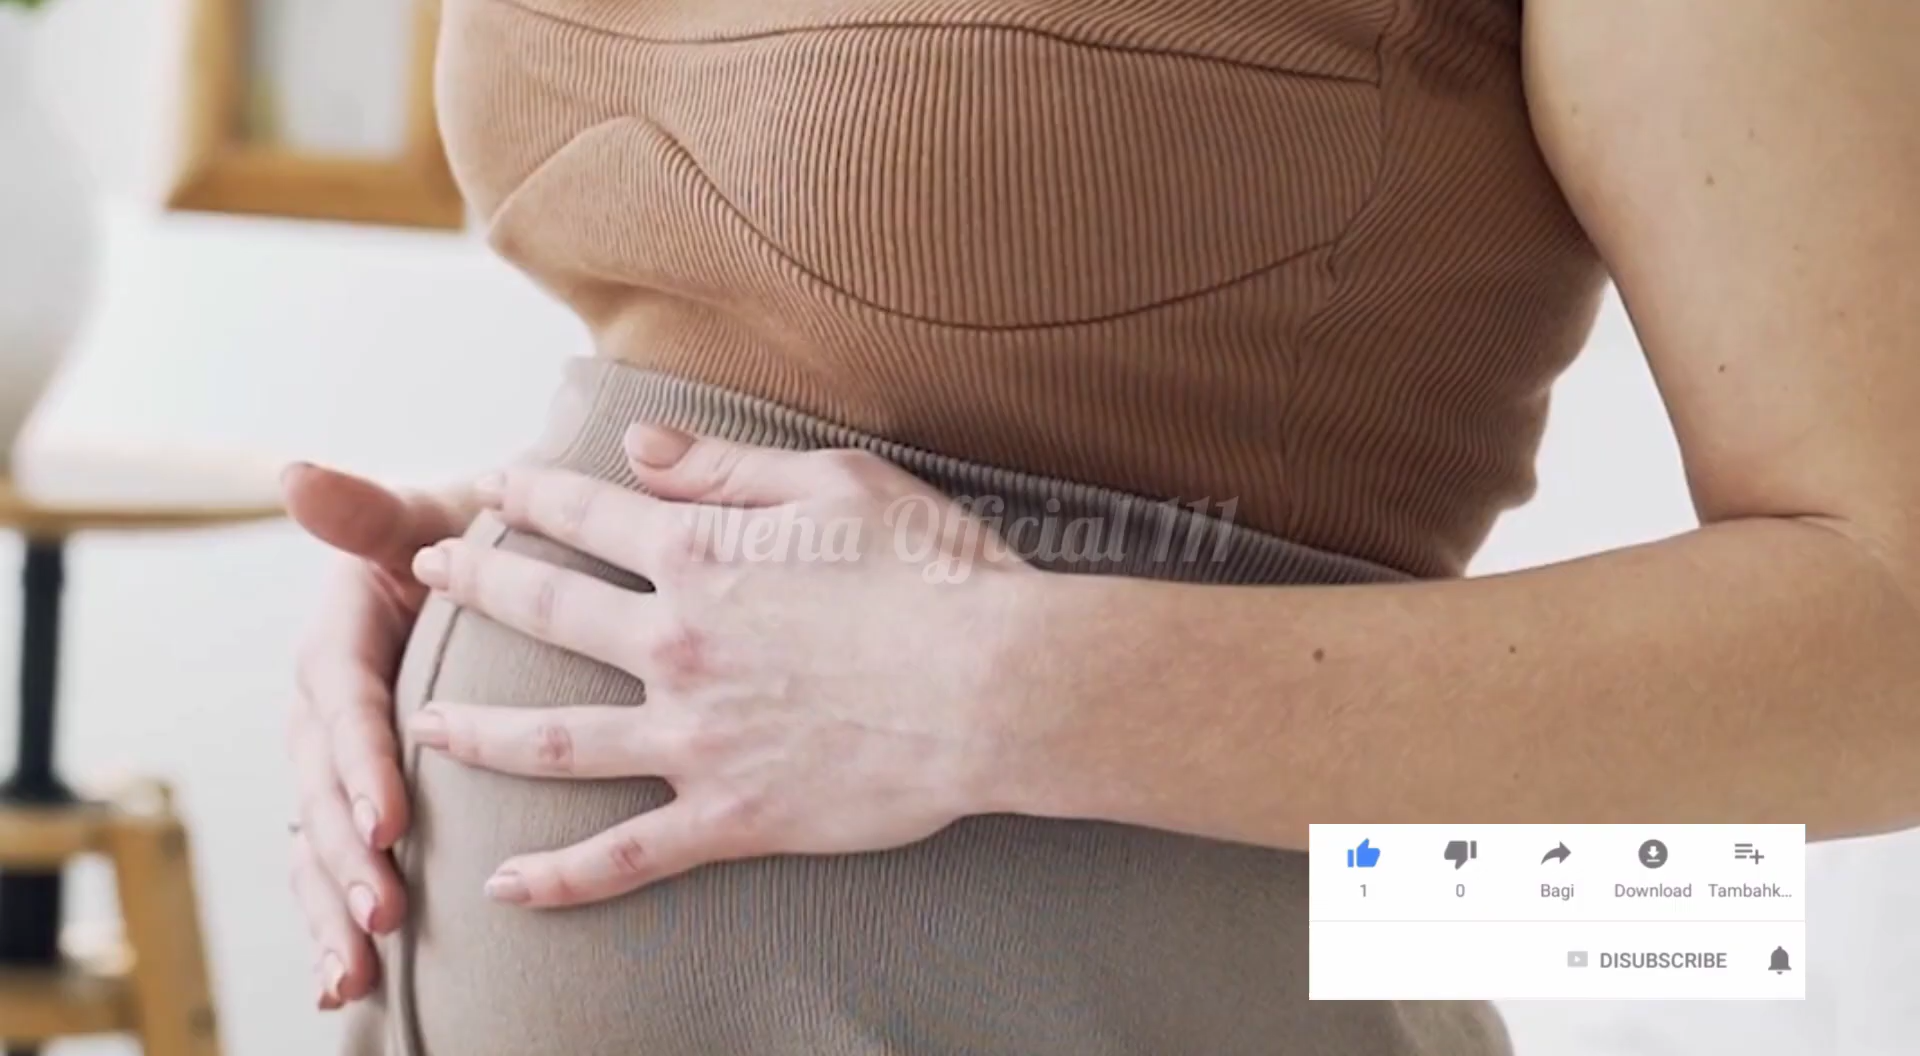 Neha Official 111
1
0
Bagi
Download
Tambahk...
DISUBSCRIBE